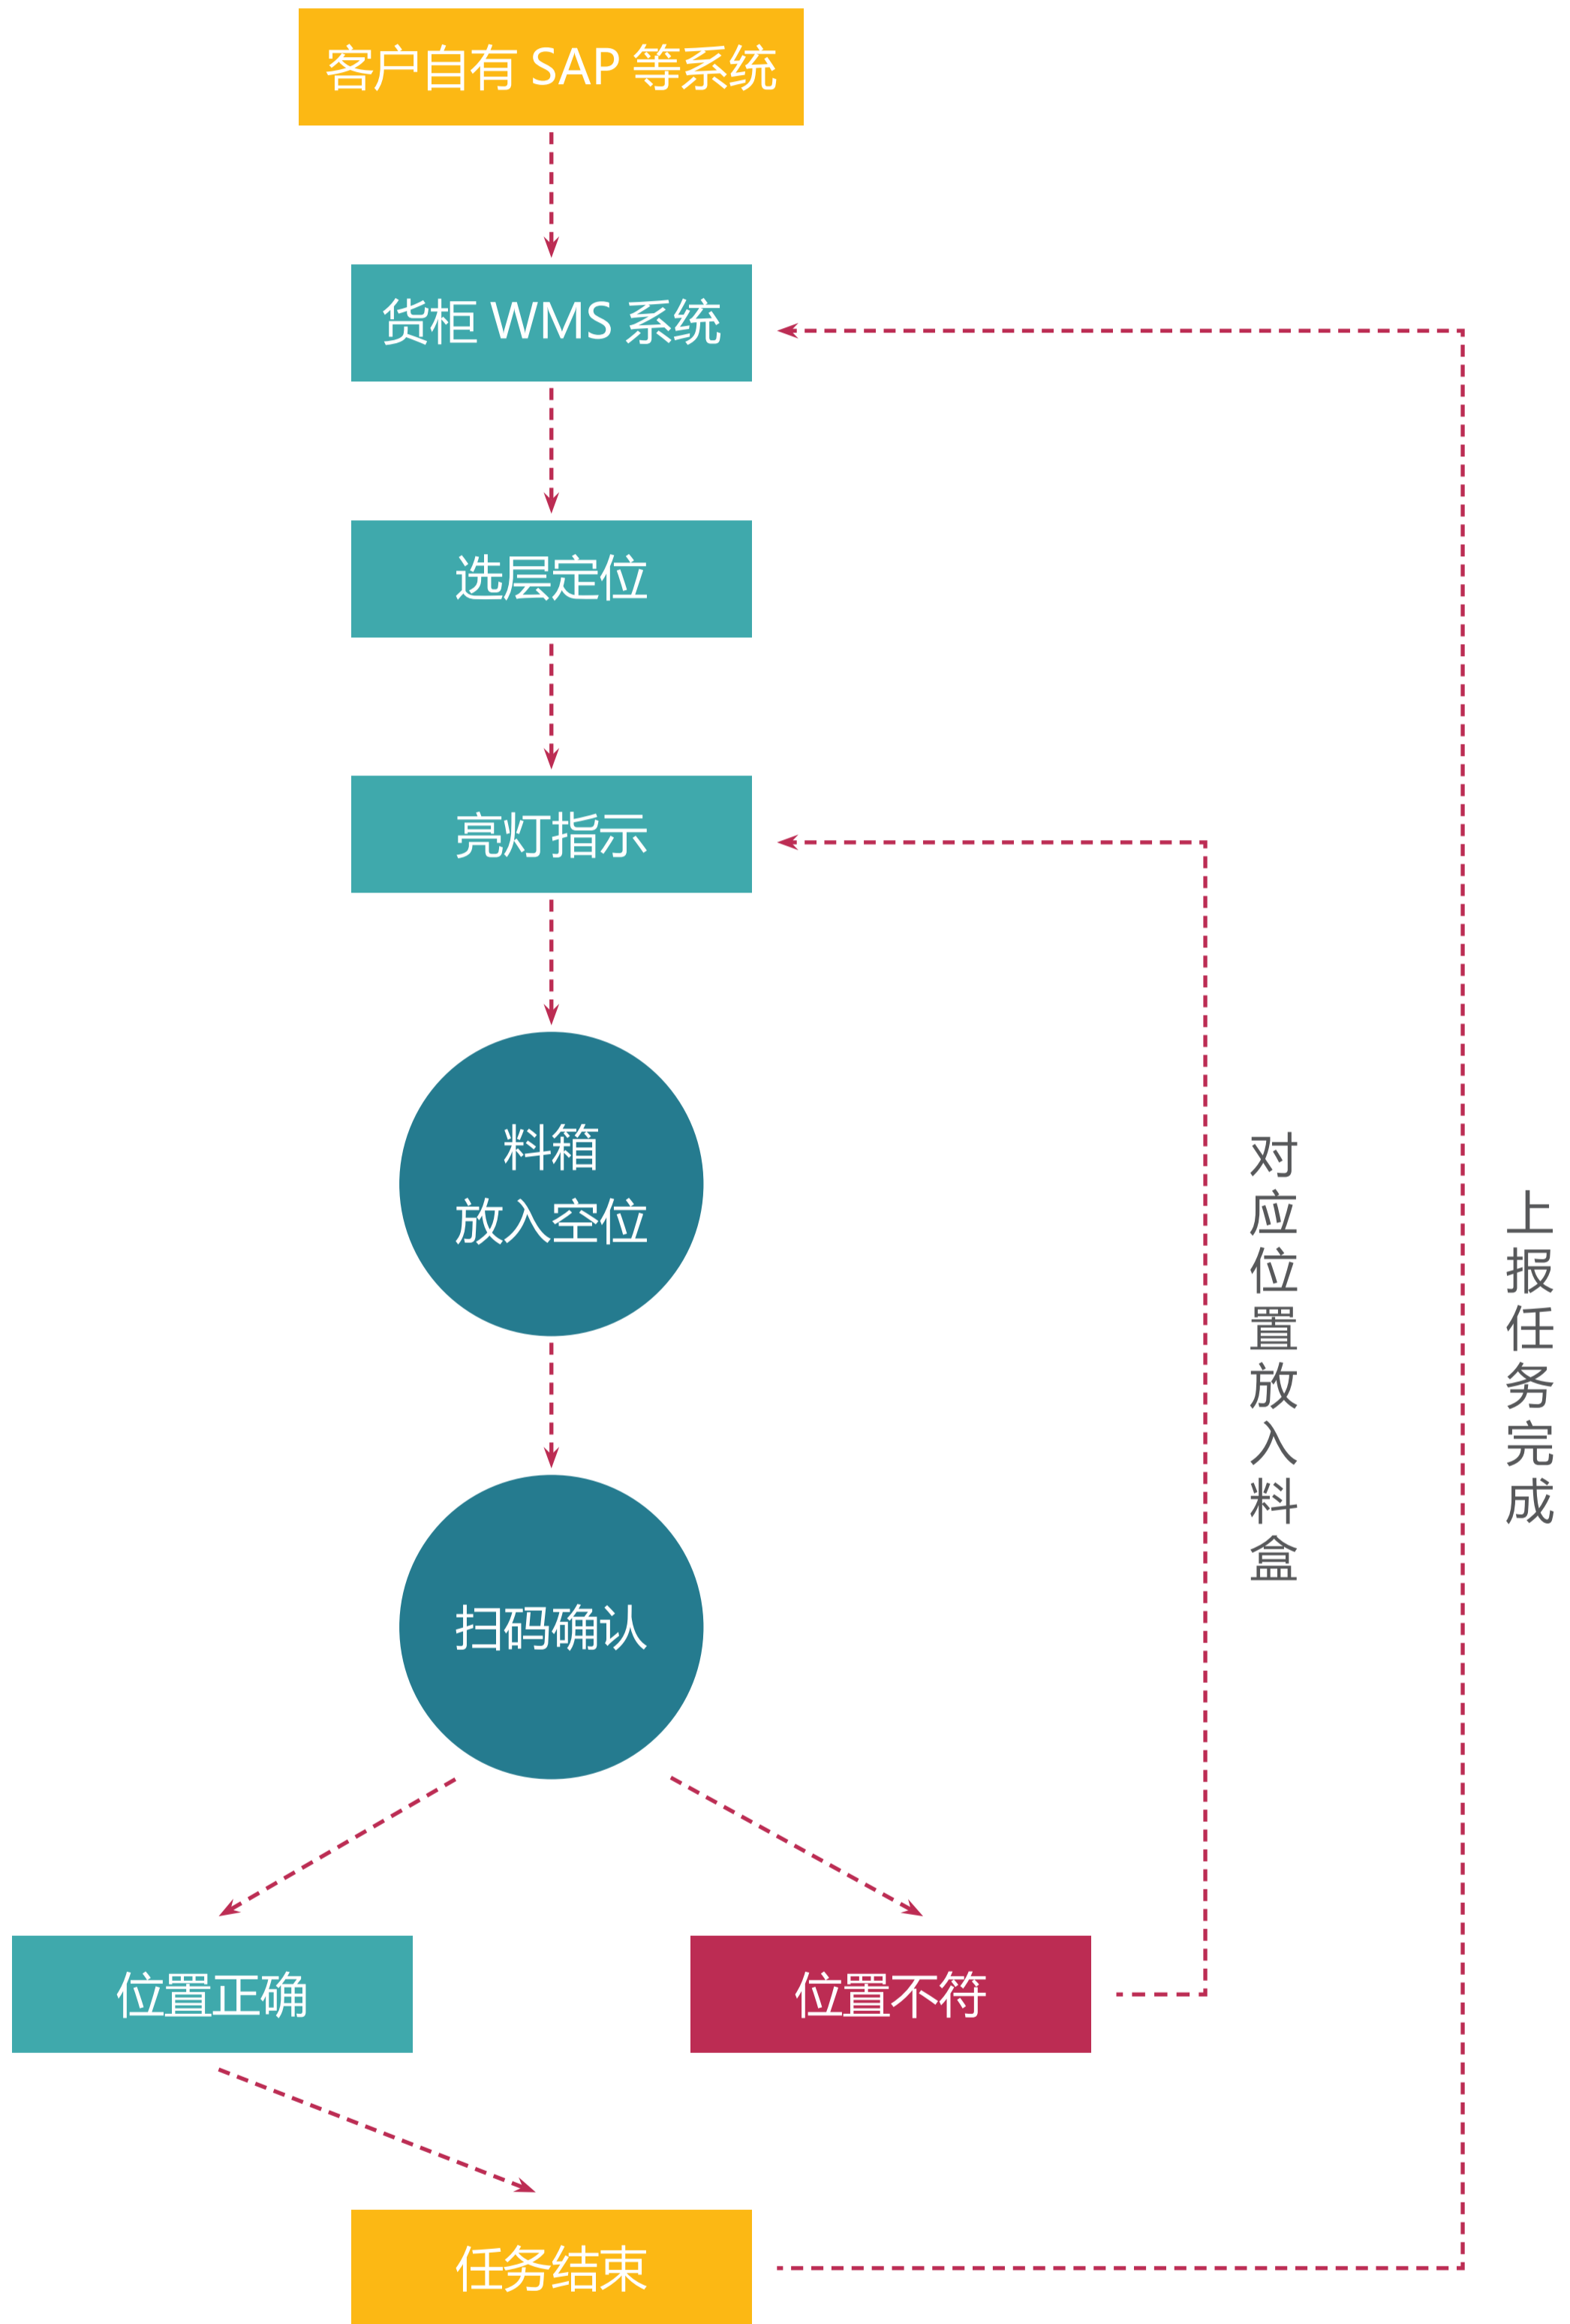 客户自有 SAP 等系统
货柜 WMS 系统
选层定位
亮灯指示
料箱
放入空位
扫码确认
对应位置放入料盒
上报任务完成
位置正确
位置不符
任务结束